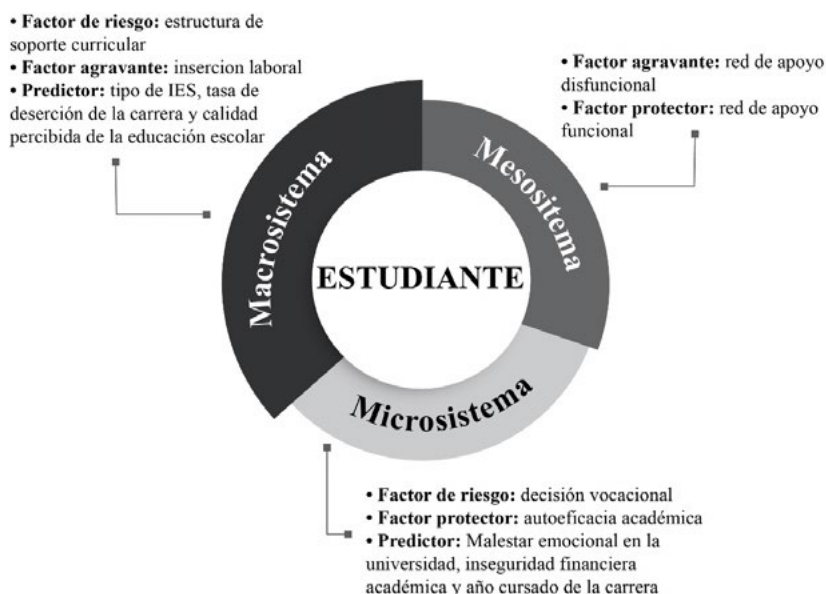 • Factor de riesgo: estructura de
soporte curricular
• Factor agravante: insercion laboral
• Predictor: tipo de IES, tasa de
deserción de la carrera y calidad
percibida de la educación escolar
• Factor agravante: red de apoyo
disfuncional
• Factor protector: red de apoyo
funcional
Macrosistema
Mesositema
ESTUDIANTE
Microsistema
• Factor de riesgo: decisión vocacional
• Factor protector: autoeficacia académica
• Predictor: Malestar emocional en la
universidad, inseguridad financiera
académica y año cursado de la carrera